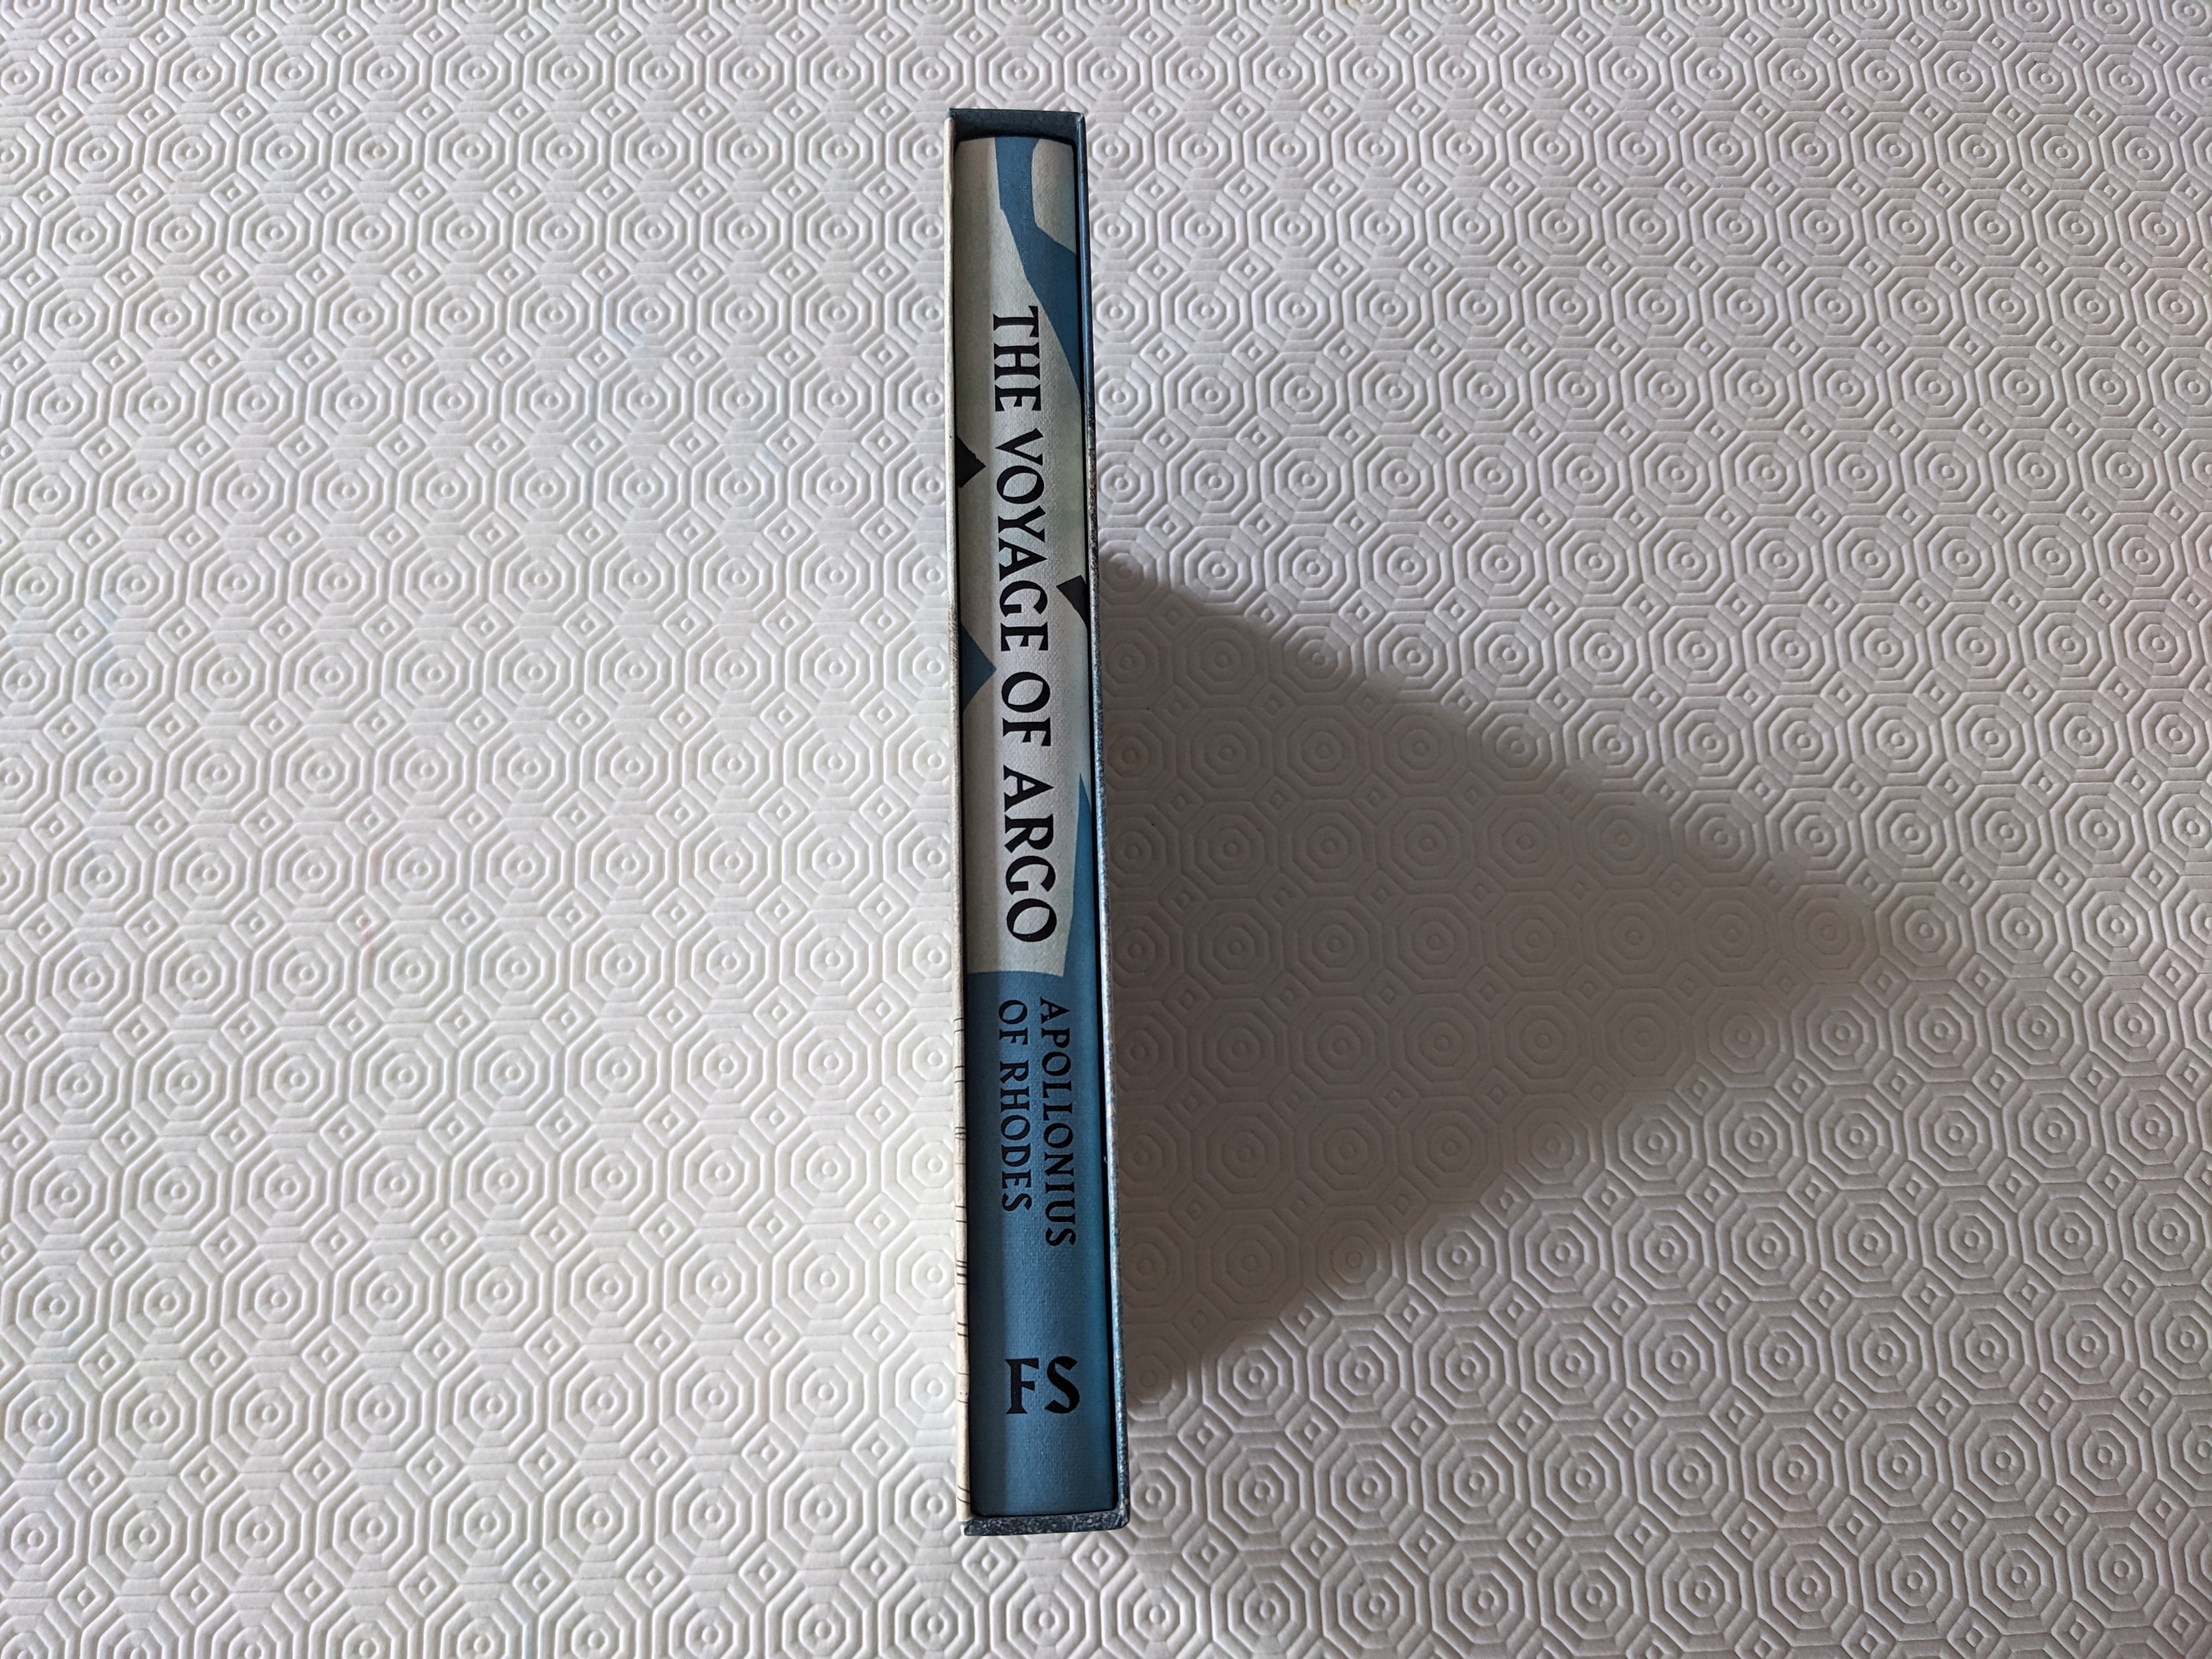 THE VOYAGE OF ARGO
APOLLONIUS
OF RHODES
FS